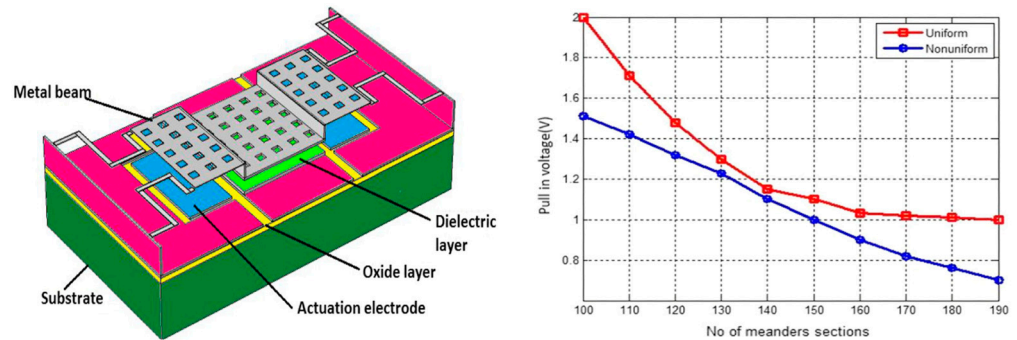 Metal beam
Dielectric
layer
Oxide layer
Substrate
Actuation electrode
Uniform
Nonuniform
2
1.8
1.6
1.4
1.2
1
0.8
Pull in voltage(V)
100 110 120 130 140 150 160 170 180 190
No of meanders sections